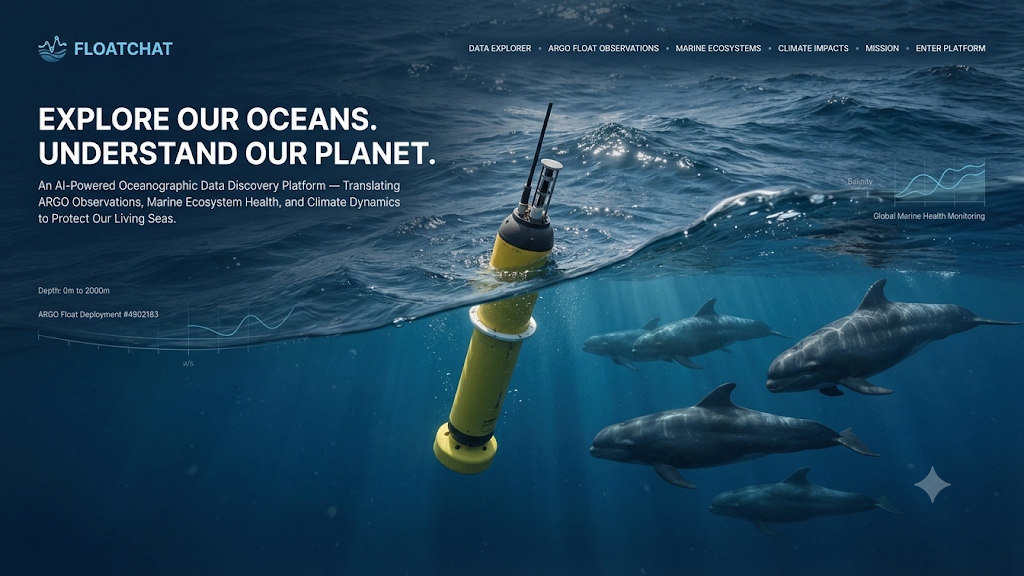 FLOATCHAT
DATA EXPLORER • ARGO FLOAT OBSERVATIONS • MARINE ECOSYSTEMS • CLIMATE IMPACTS • MISSION • ENTER PLATFORM
EXPLORE OUR OCEANS.
UNDERSTAND OUR PLANET.
An AI-Powered Oceanographic Data Discovery Platform — Translating
ARGO Observations, Marine Ecosystem Health, and Climate Dynamics
to Protect Our Living Seas.
Global Marine Health Monitoring
Depth: 0m to 2000m
ARGO Float Deployment #4902183